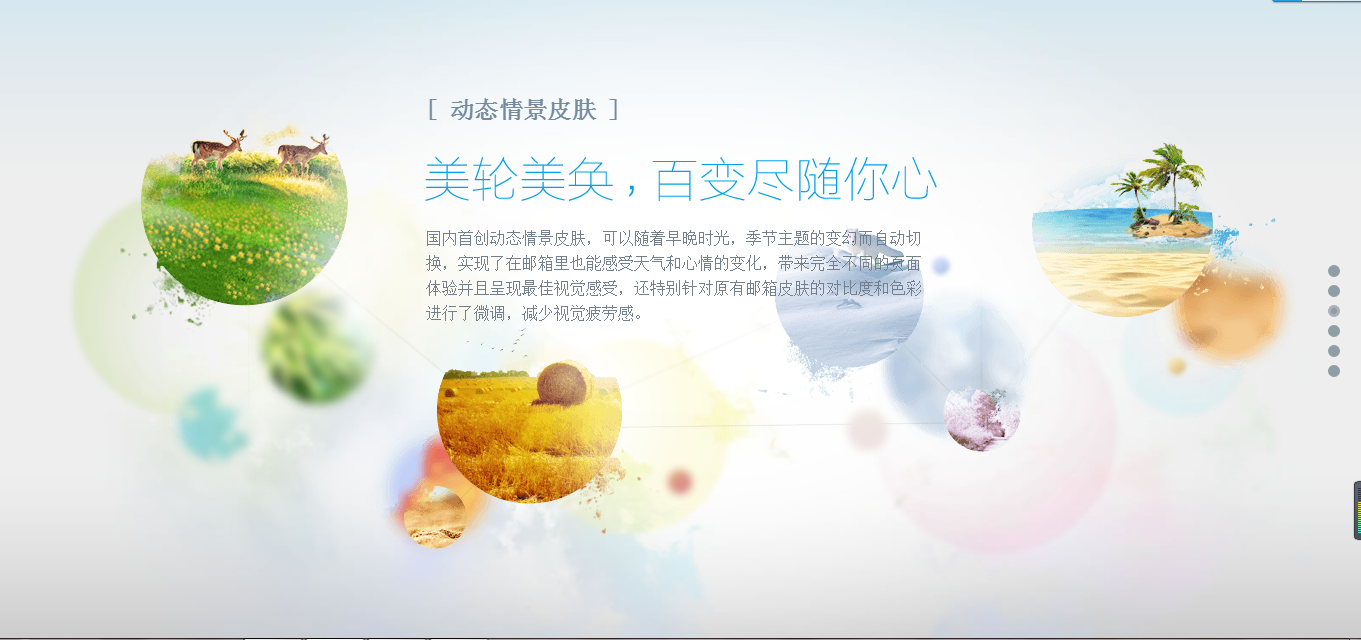 [ 动态情景皮肤 ]
美轮美奂,百变尽随你心
国内首创动态情景皮肤，可以随着早晚时光，季节主题的变幻而自动切
换，实现了在邮箱里也能感受天气和心情的变化，带来完全不同的界面
体验并且呈现最佳视觉感受，还特别针对原有邮箱皮肤的对比度和色彩
进行了微调，减少视觉疲劳感。